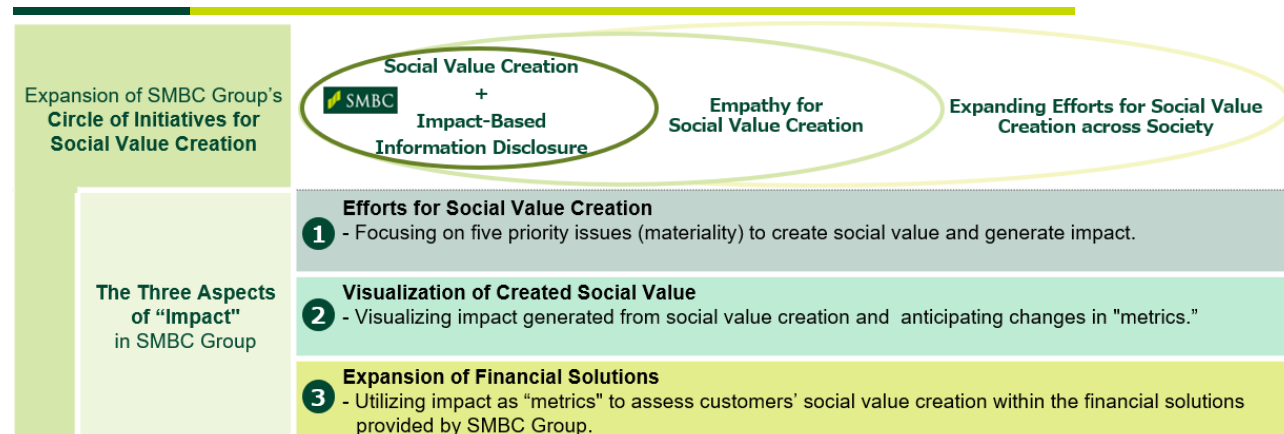 Expansion of SMBC Group's
Circle of Initiatives for
Social Value Creation
Social Value Creation
SMBC
+
Impact-Based
Information Disclosure
Empathy for
Social Value Creation
Expanding Efforts for Social Value
Creation across Society
The Three Aspects
of “Impact"
in SMBC Group
1
Efforts for Social Value Creation
- Focusing on five priority issues (materiality) to create social value and generate impact.
2
Visualization of Created Social Value
- Visualizing impact generated from social value creation and  anticipating changes in "metrics.”
3
Expansion of Financial Solutions
- Utilizing impact as “metrics" to assess customers’ social value creation within the financial solutions
provided by SMBC Group.